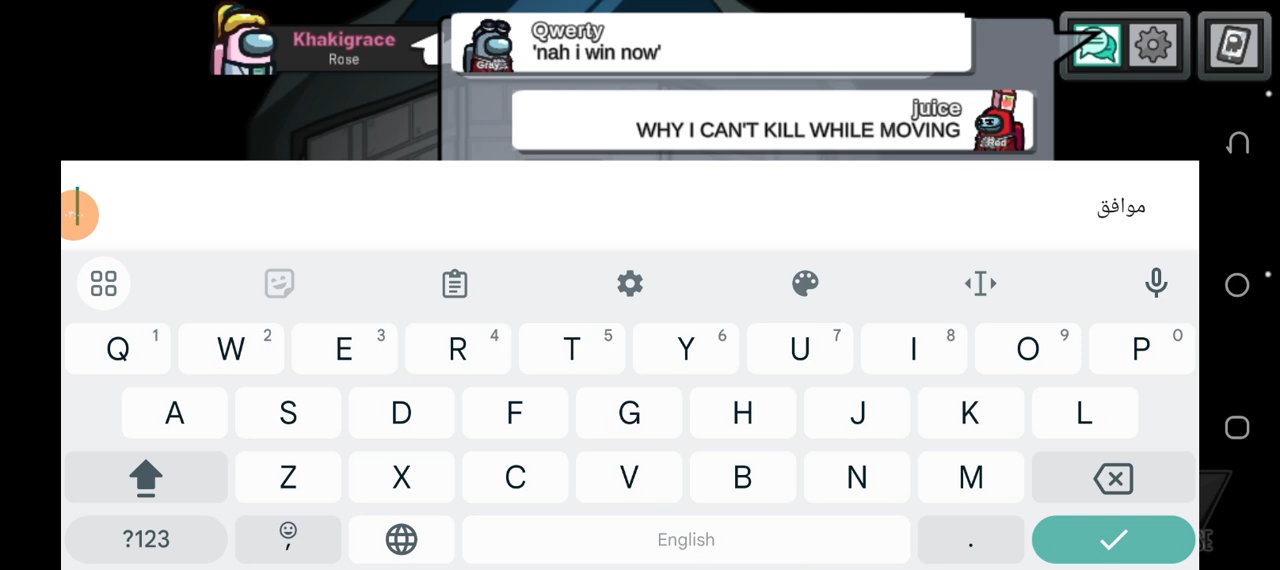 Khakigrace
Rose
Qwerty
'nah i win now'
Gray
juice
WHY I CAN'T KILL WHILE MOVING
Red
موافق
Q 1 W 2 E 3 R 4 T 5 Y 6 U 7 I 8 O 9 P 0
A S D F G H J K L
Z X C V B N M
?123 , English .